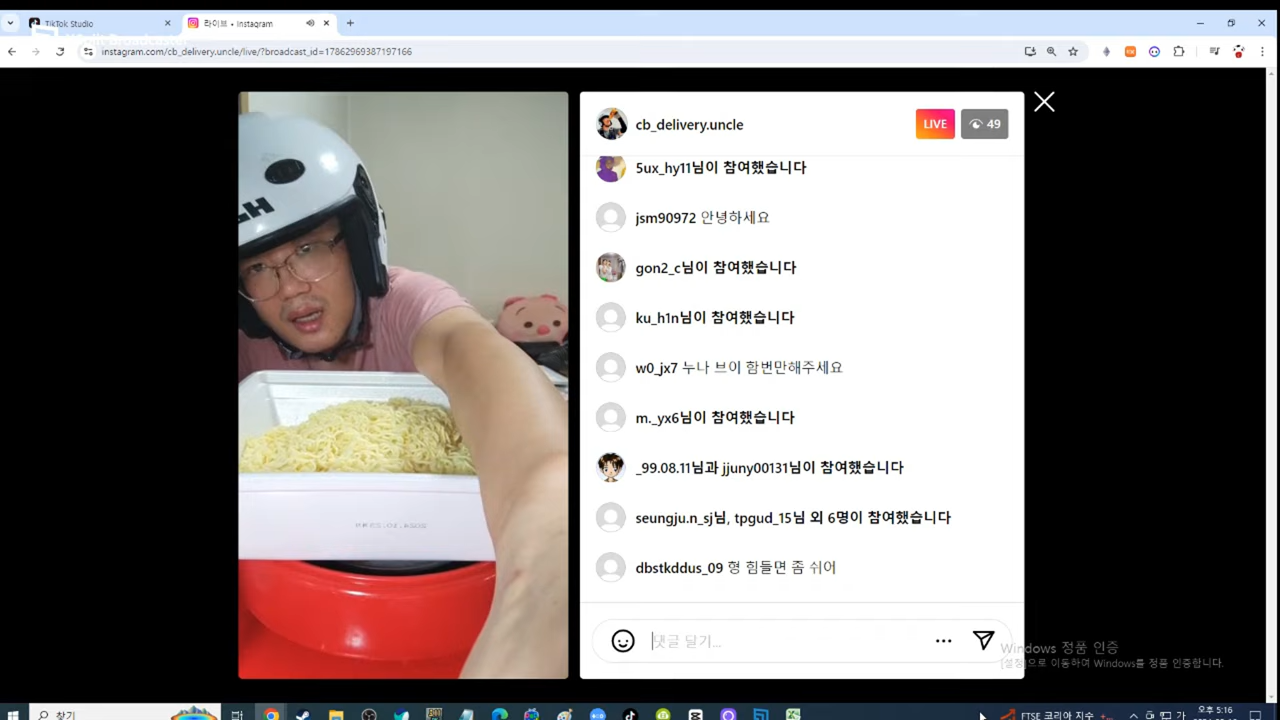 TikTok Studio
라이브 • Instagram
instagram.com/cb_delivery.uncle/live/?broadcast_id=17862969387197166
cb_delivery.uncle
LIVE
49
5ux_hy11님이 참여했습니다
jsm90972 안녕하세요
gon2_c님이 참여했습니다
ku_h1n님이 참여했습니다
w0_jx7 누나 브이 함번만해주세요
m._yx6님이 참여했습니다
_99.08.11님과 jjuny00131님이 참여했습니다
seungju.n_sj님, tpgud_15님 외 6명이 참여했습니다
dbstkddus_09 형 힘들면 좀 쉬어
댓글 달기...
Windows 정품 인증
[설정]으로 이동하여 Windows를 정품 인증합니다.
찾기
FTSE 코리아 지수
가
오후 5:16